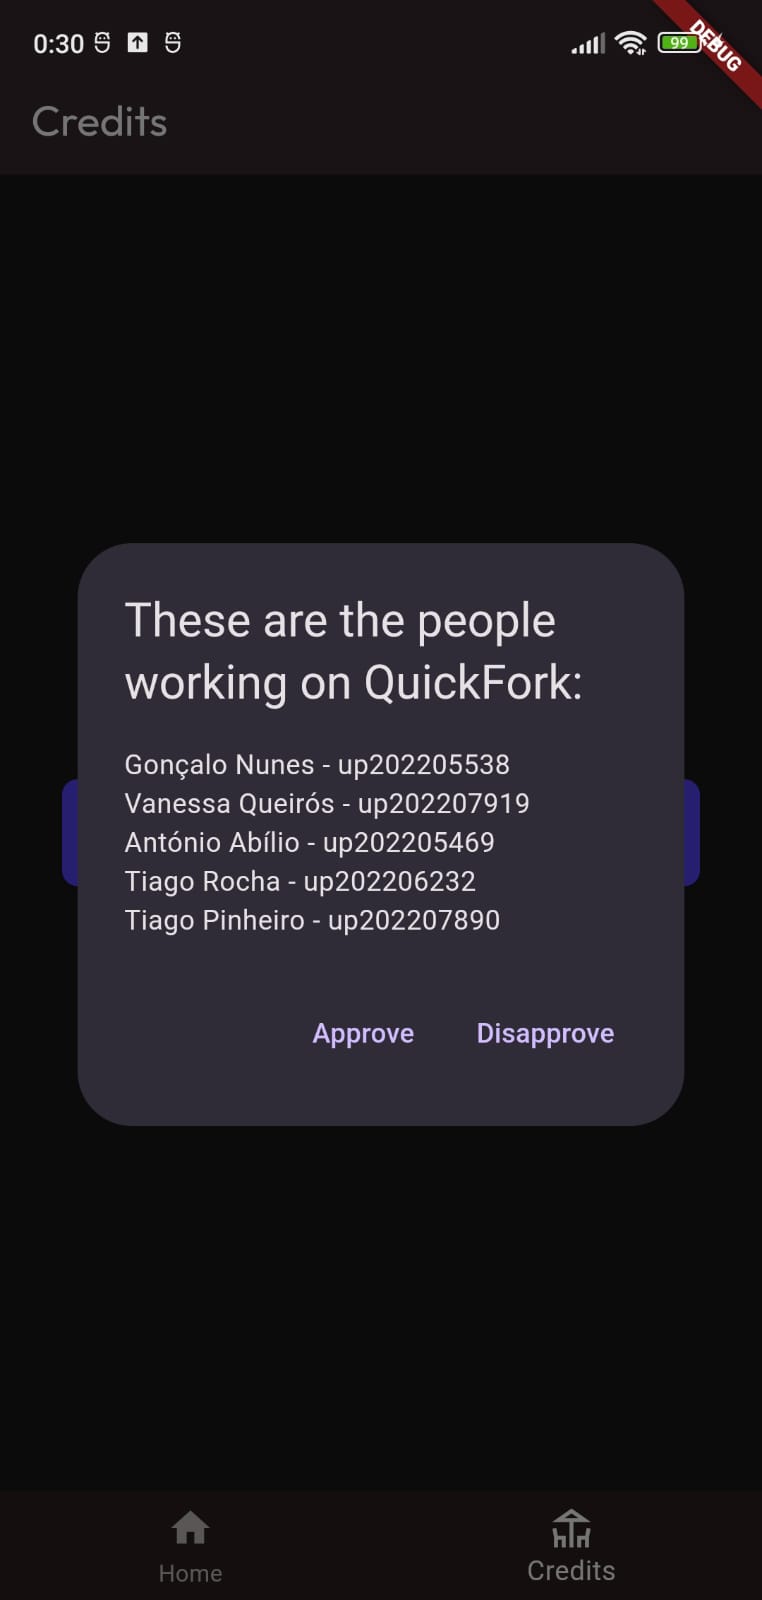 0:30
99
DEBUG
Credits
These are the people
working on QuickFork:
Gonçalo Nunes - up202205538
Vanessa Queirós - up202207919
António Abílio - up202205469
Tiago Rocha - up202206232
Tiago Pinheiro - up202207890
Approve Disapprove
Home Credits